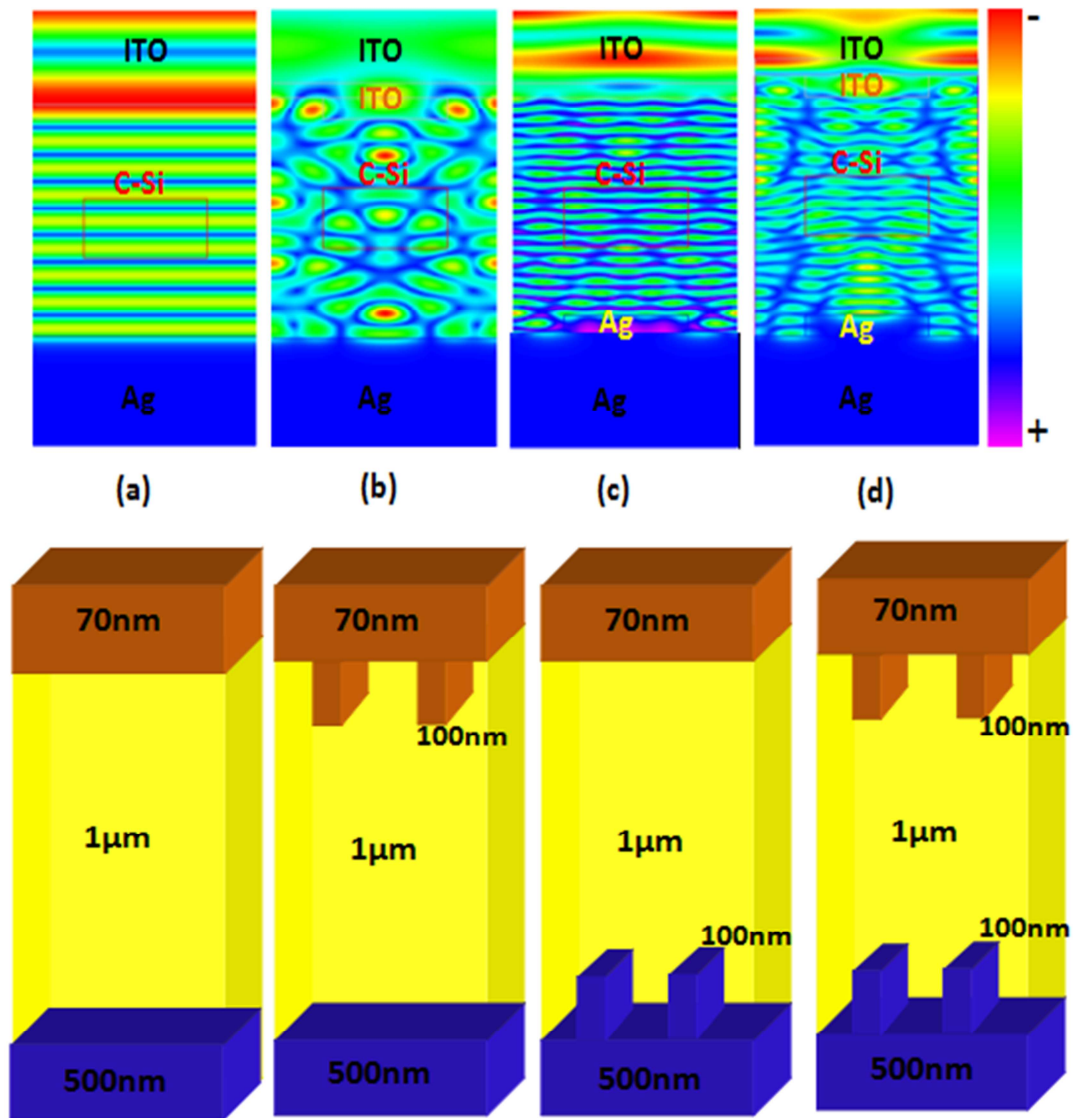 -
ITO ITO ITO ITO
ITO ITO
C-Si C-Si C-Si C-Si
Ag Ag
Ag Ag Ag Ag
+
(a) (b) (c) (d)
70nm 70nm 70nm 70nm
100nm 100nm
1µm 1µm 1µm 1µm
100nm 100nm
500nm 500nm 500nm 500nm